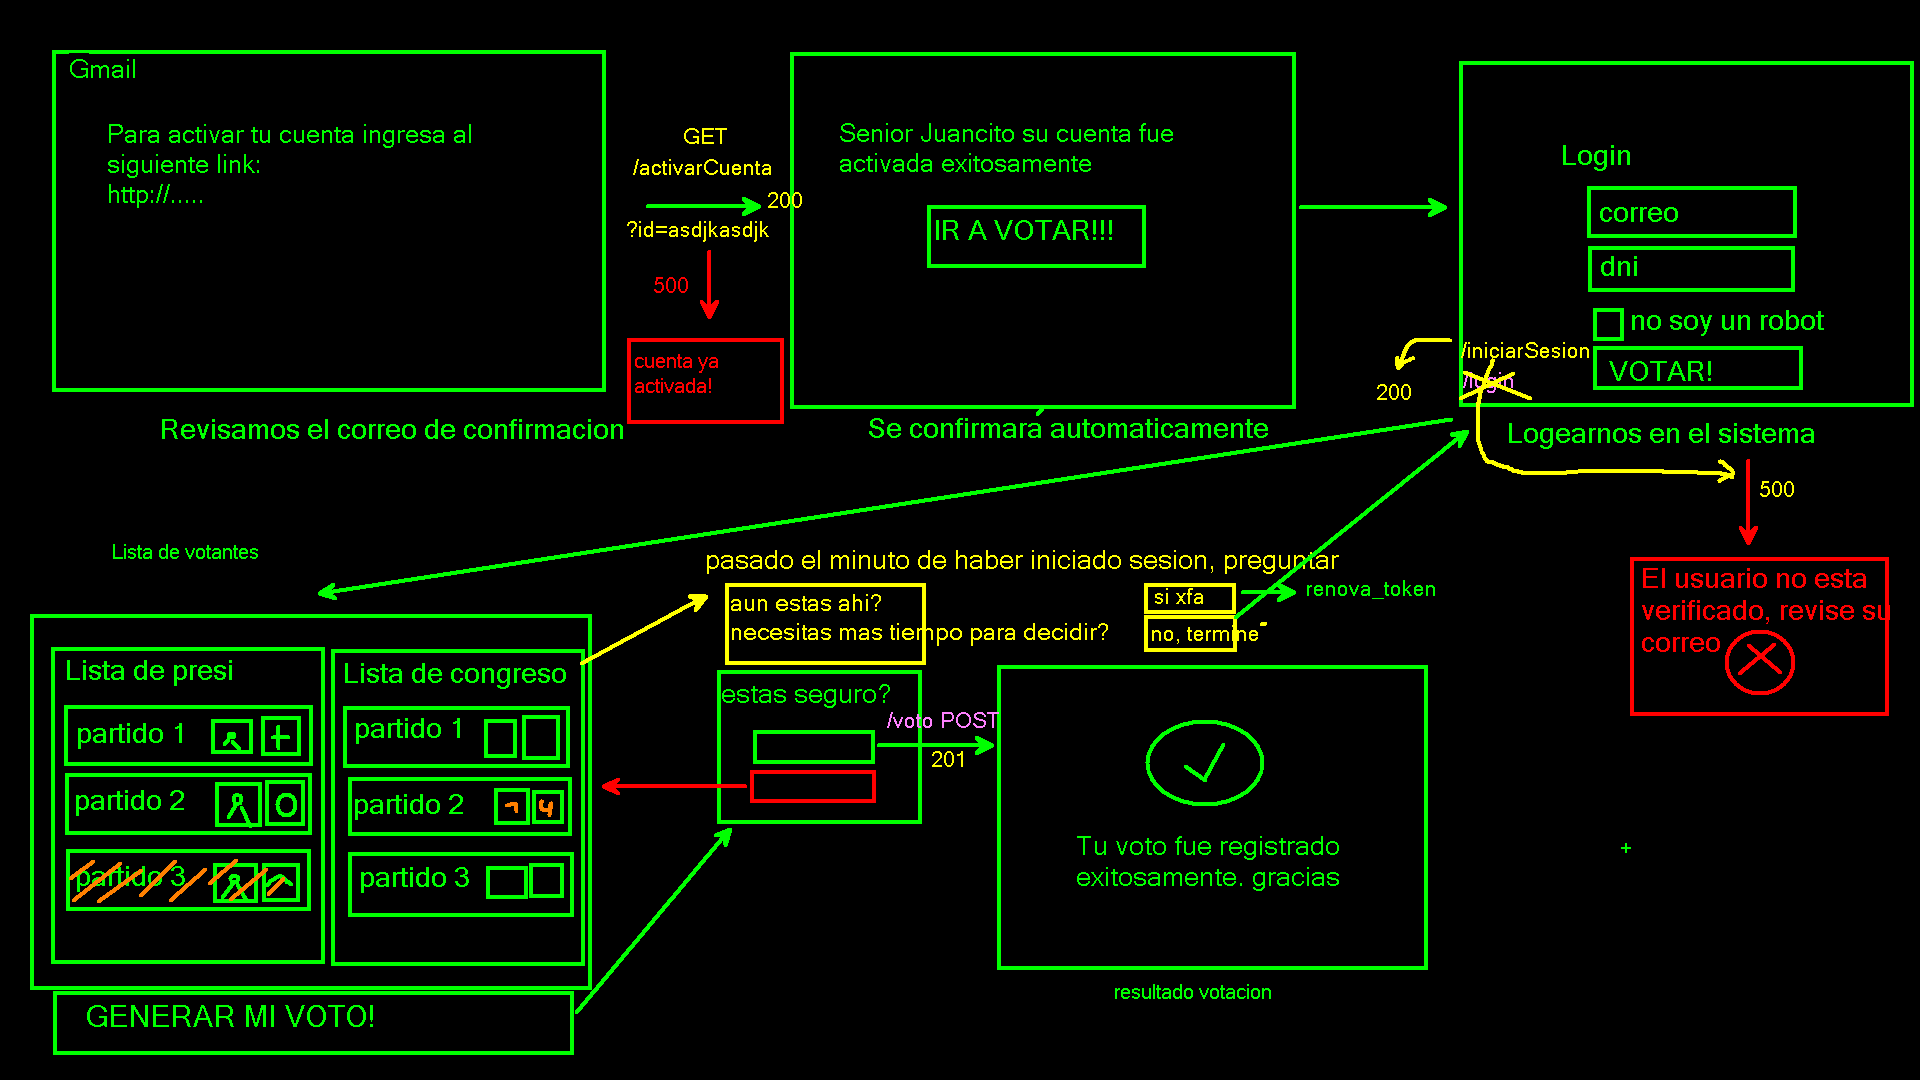 Gmail
Para activar tu cuenta ingresa al
siguiente link:
http://.....
Revisamos el correo de confirmacion
GET
/activarCuenta
200
?id=asdjkasdjk
500
cuenta ya
activada!
Senior Juancito su cuenta fue
activada exitosamente
IR A VOTAR!!!
Se confirmará automaticamente
Login
correo
dni
no soy un robot
VOTAR!
/iniciarSesion
/login
200
Logearnos en el sistema
500
El usuario no esta
verificado, revise su
correo
Lista de votantes
Lista de presi
partido 1
partido 2
partido 3
Lista de congreso
partido 1
partido 2
4
partido 3
GENERAR MI VOTO!
pasado el minuto de haber iniciado sesion, preguntar
aun estas ahi?
necesitas mas tiempo para decidir?
si xfa
renova_token
no, termine
estas seguro?
/voto POST
201
Tu voto fue registrado
exitosamente. gracias
resultado votacion